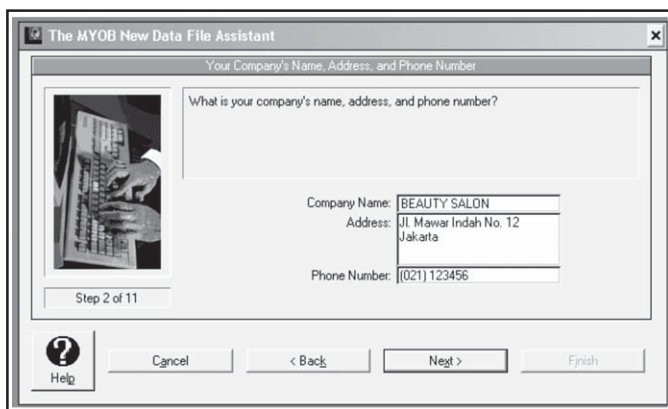 The MYOB New Data File Assistant
Your Company's Name, Address, and Phone Number
What is your company's name, address, and phone number?
Company Name: BEAUTY SALON
Address: Jl. Mawar Indah No. 12
Jakarta
Phone Number: (021) 123456
Step 2 of 11
Help
Cancel
< Back
Next >
Finish